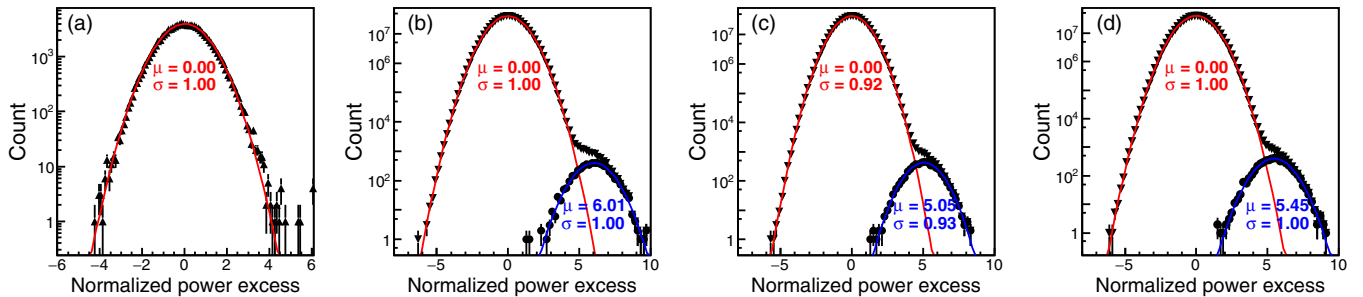 (a)
μ = 0.00
σ = 1.00
Count
10³
10²
10
1
−6 −4 −2 0 2 4 6
Normalized power excess
(b)
μ = 0.00
σ = 1.00
μ = 6.01
σ = 1.00
Count
10⁷
10⁴
10²
1
−5 0 5 10
Normalized power excess
(c)
μ = 0.00
σ = 0.92
μ = 5.05
σ = 0.93
Count
10⁷
10⁴
10²
1
−5 0 5 10
Normalized power excess
(d)
μ = 0.00
σ = 1.00
μ = 5.45
σ = 1.00
Count
10⁷
10⁴
10²
1
−5 0 5 10
Normalized power excess